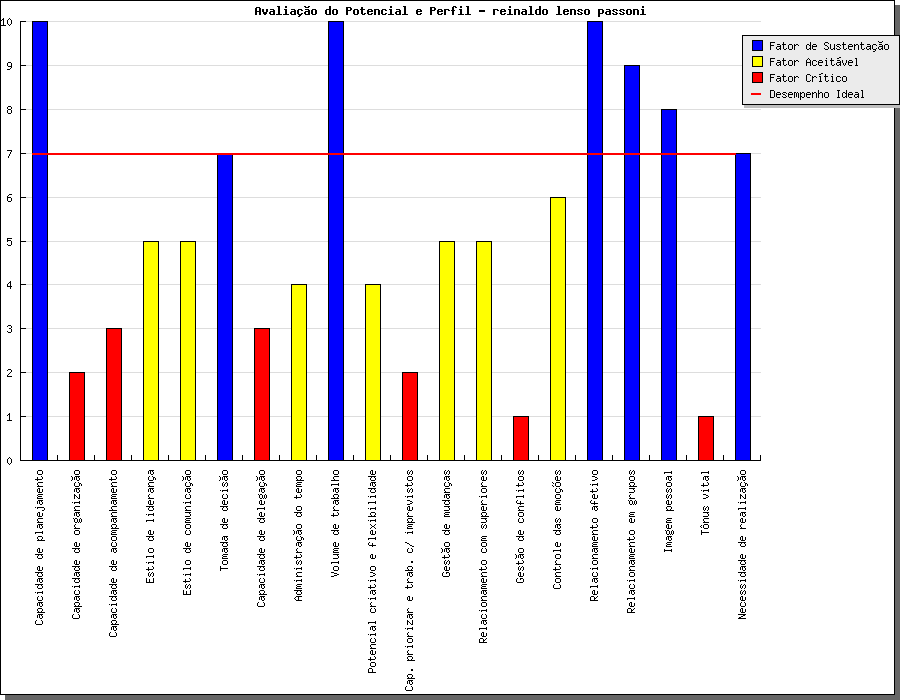 Avaliação do Potencial e Perfil - reinaldo lenso passoni
Fator de Sustentação
Fator Aceitável
Fator Crítico
Desempenho Ideal
10
9
8
7
6
5
4
3
2
1
0
Capacidade de planejamento
Capacidade de organização
Capacidade de acompanhamento
Estilo de liderança
Estilo de comunicação
Tomada de decisão
Capacidade de delegação
Administração do tempo
Volume de trabalho
Potencial criativo e flexibilidade
Cap. priorizar e trab. c/ imprevistos
Gestão de mudanças
Relacionamento com superiores
Gestão de conflitos
Controle das emoções
Relacionamento afetivo
Relacionamento em grupos
Imagem pessoal
Tônus vital
Necessidade de realização